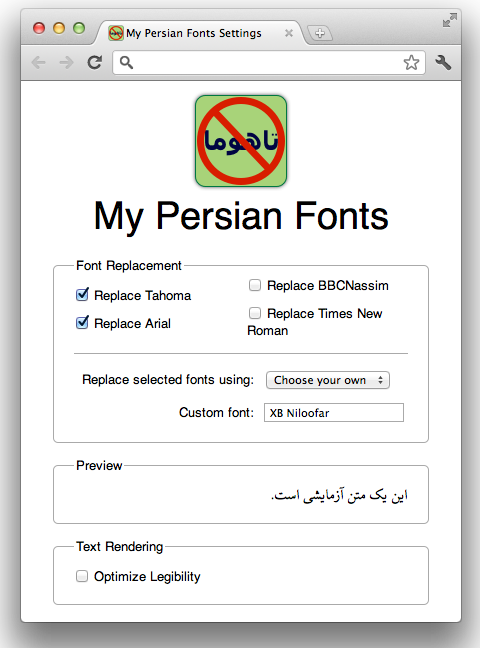 My Persian Fonts Settings
تاهوما
My Persian Fonts
Font Replacement
Replace Tahoma
Replace BBCNassim
Replace Arial
Replace Times New
Roman
Replace selected fonts using: Choose your own
Custom font: XB Niloofar
Preview
این یک متن آزمایشی است.
Text Rendering
Optimize Legibility